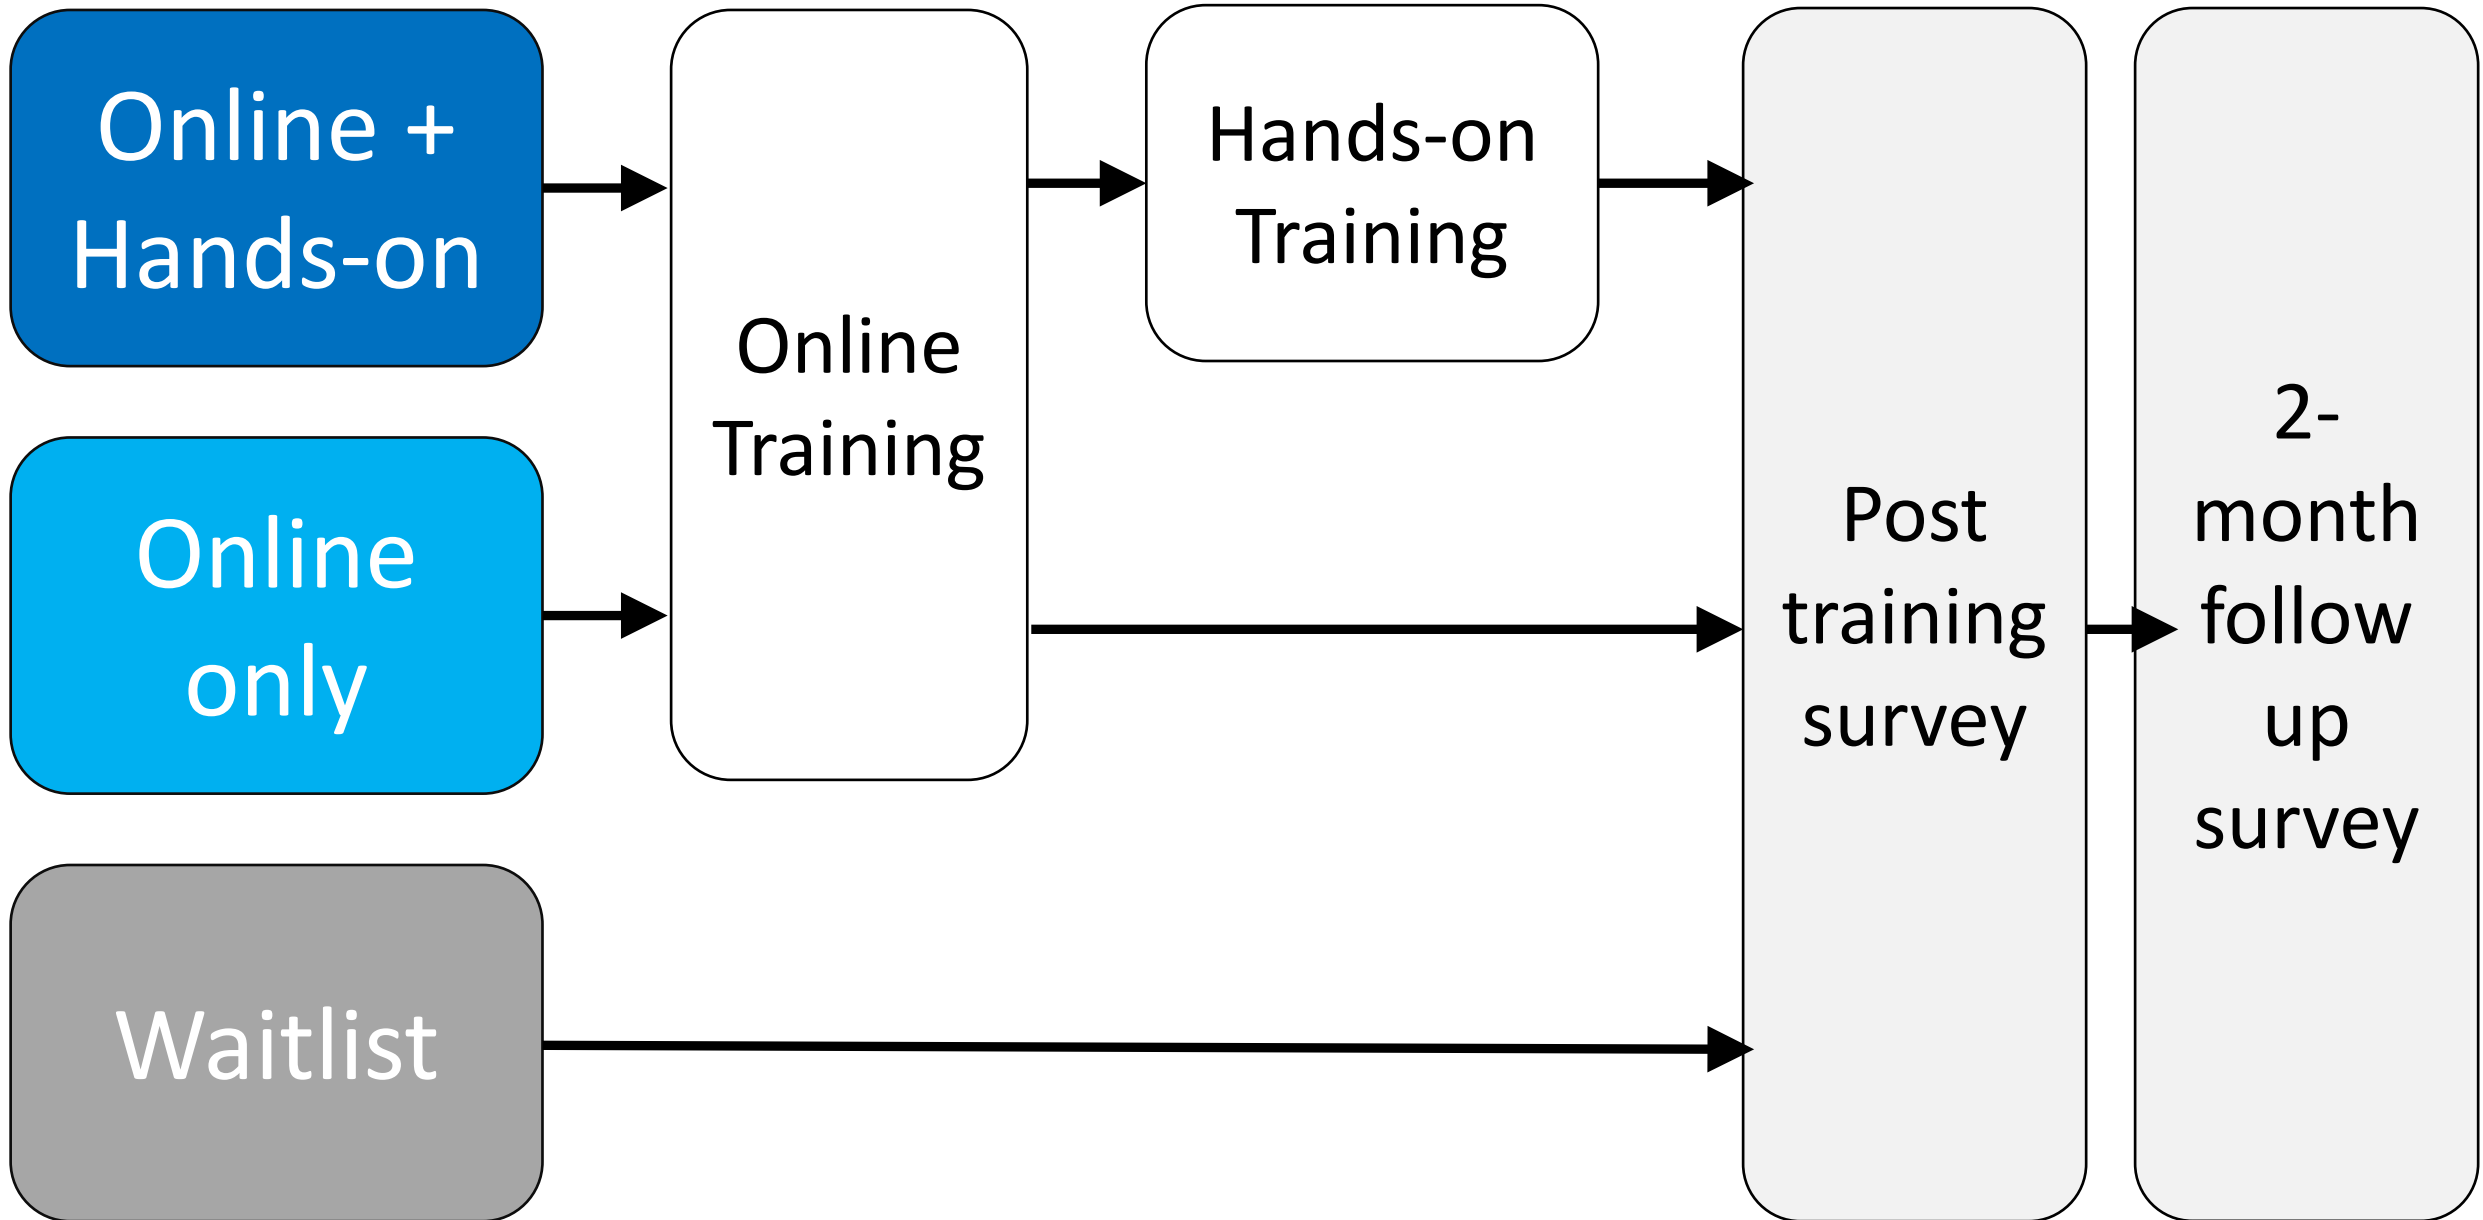 Online +
Hands-on
Online
only
Waitlist
Online
Training
Hands-on
Training
Post
training
survey
2-
month
follow
up
survey